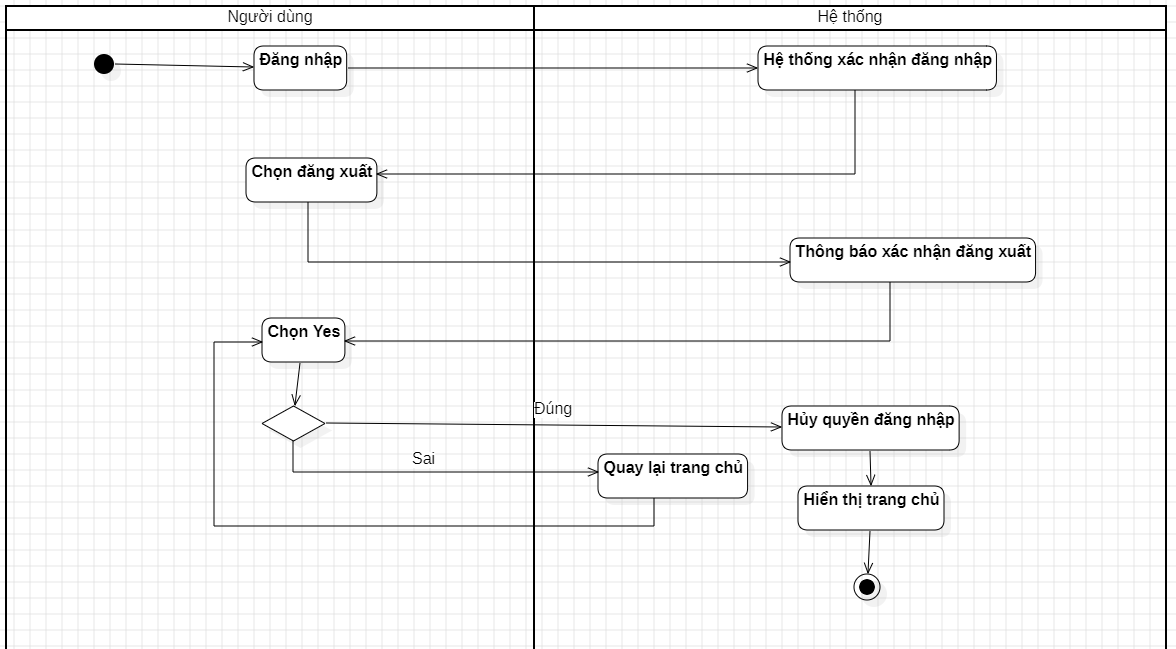 Người dùng
Hệ thống
Đăng nhập
Hệ thống xác nhận đăng nhập
Chọn đăng xuất
Thông báo xác nhận đăng xuất
Chọn Yes
Đúng
Hủy quyền đăng nhập
Sai
Quay lại trang chủ
Hiển thị trang chủ